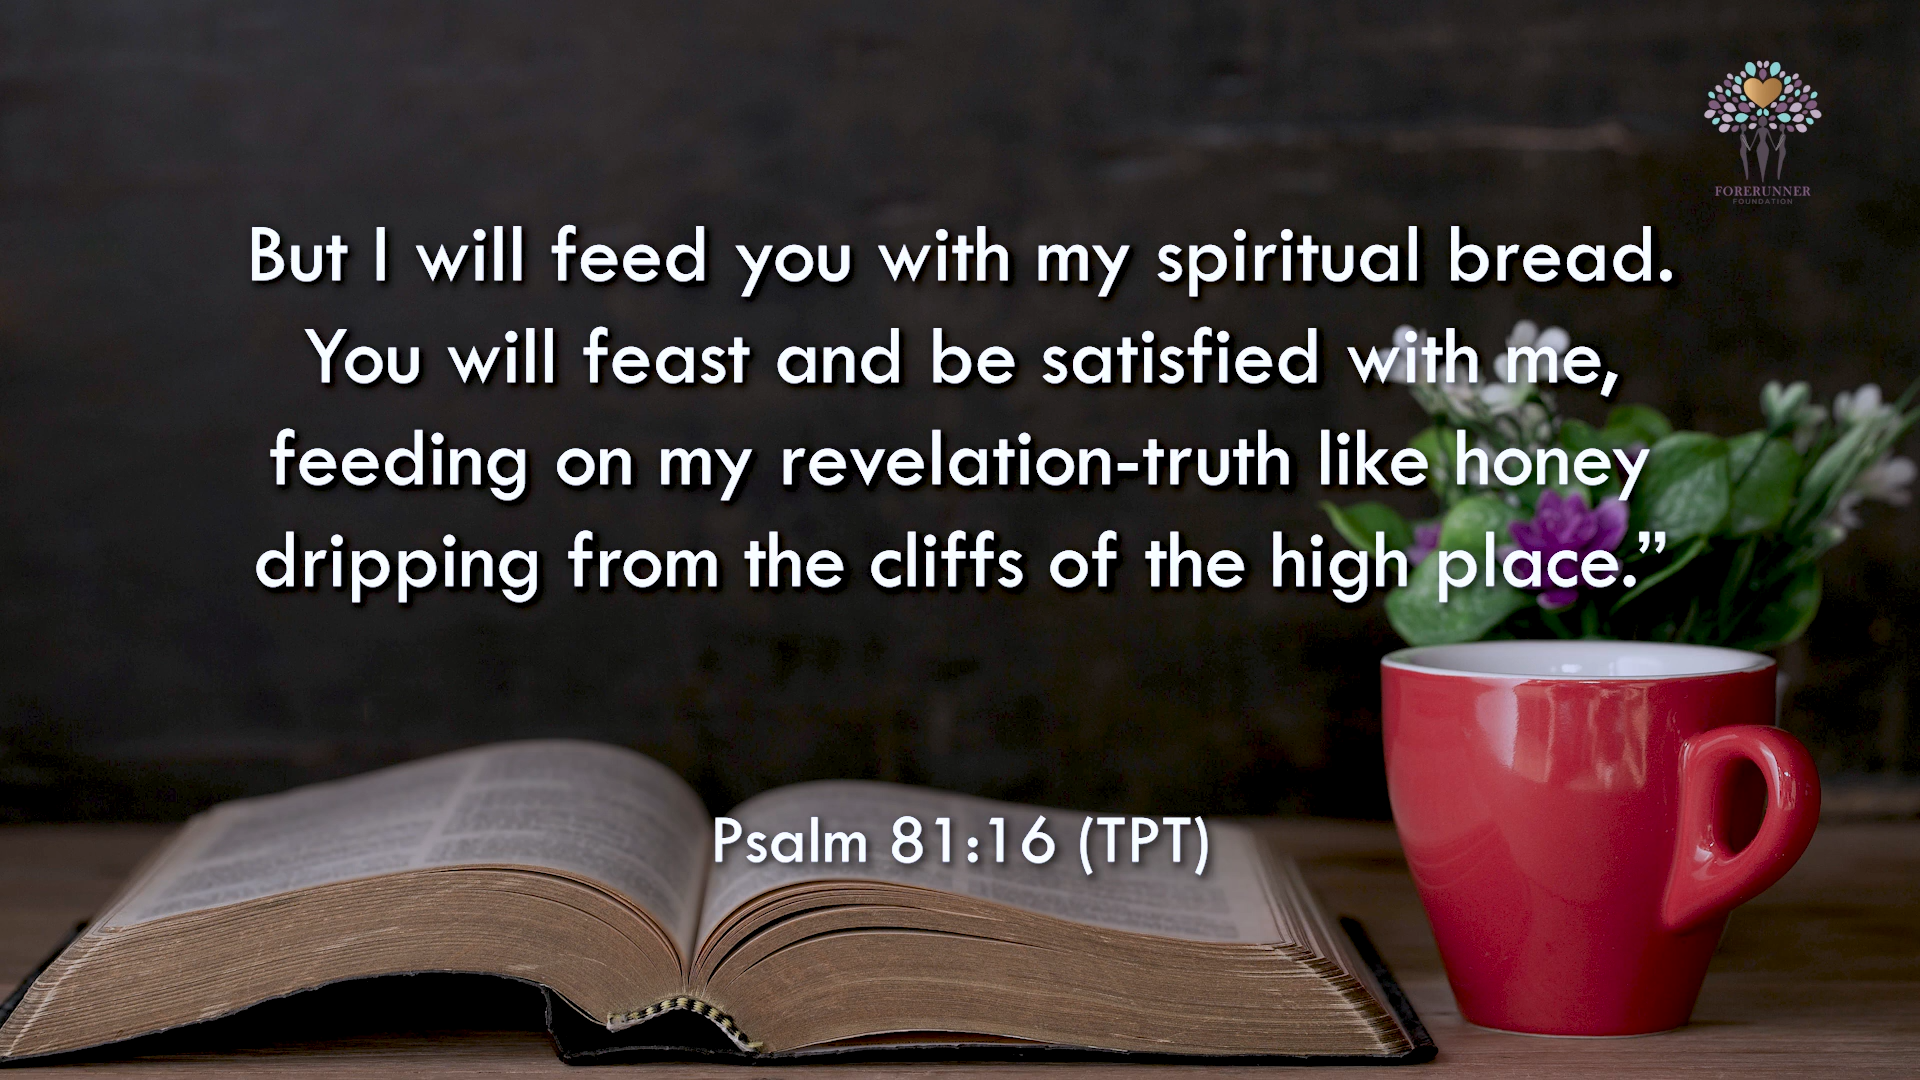 FORERUNNER
FOUNDATION
But I will feed you with my spiritual bread.
You will feast and be satisfied with me,
feeding on my revelation-truth like honey
dripping from the cliffs of the high place.”
Psalm 81:16 (TPT)